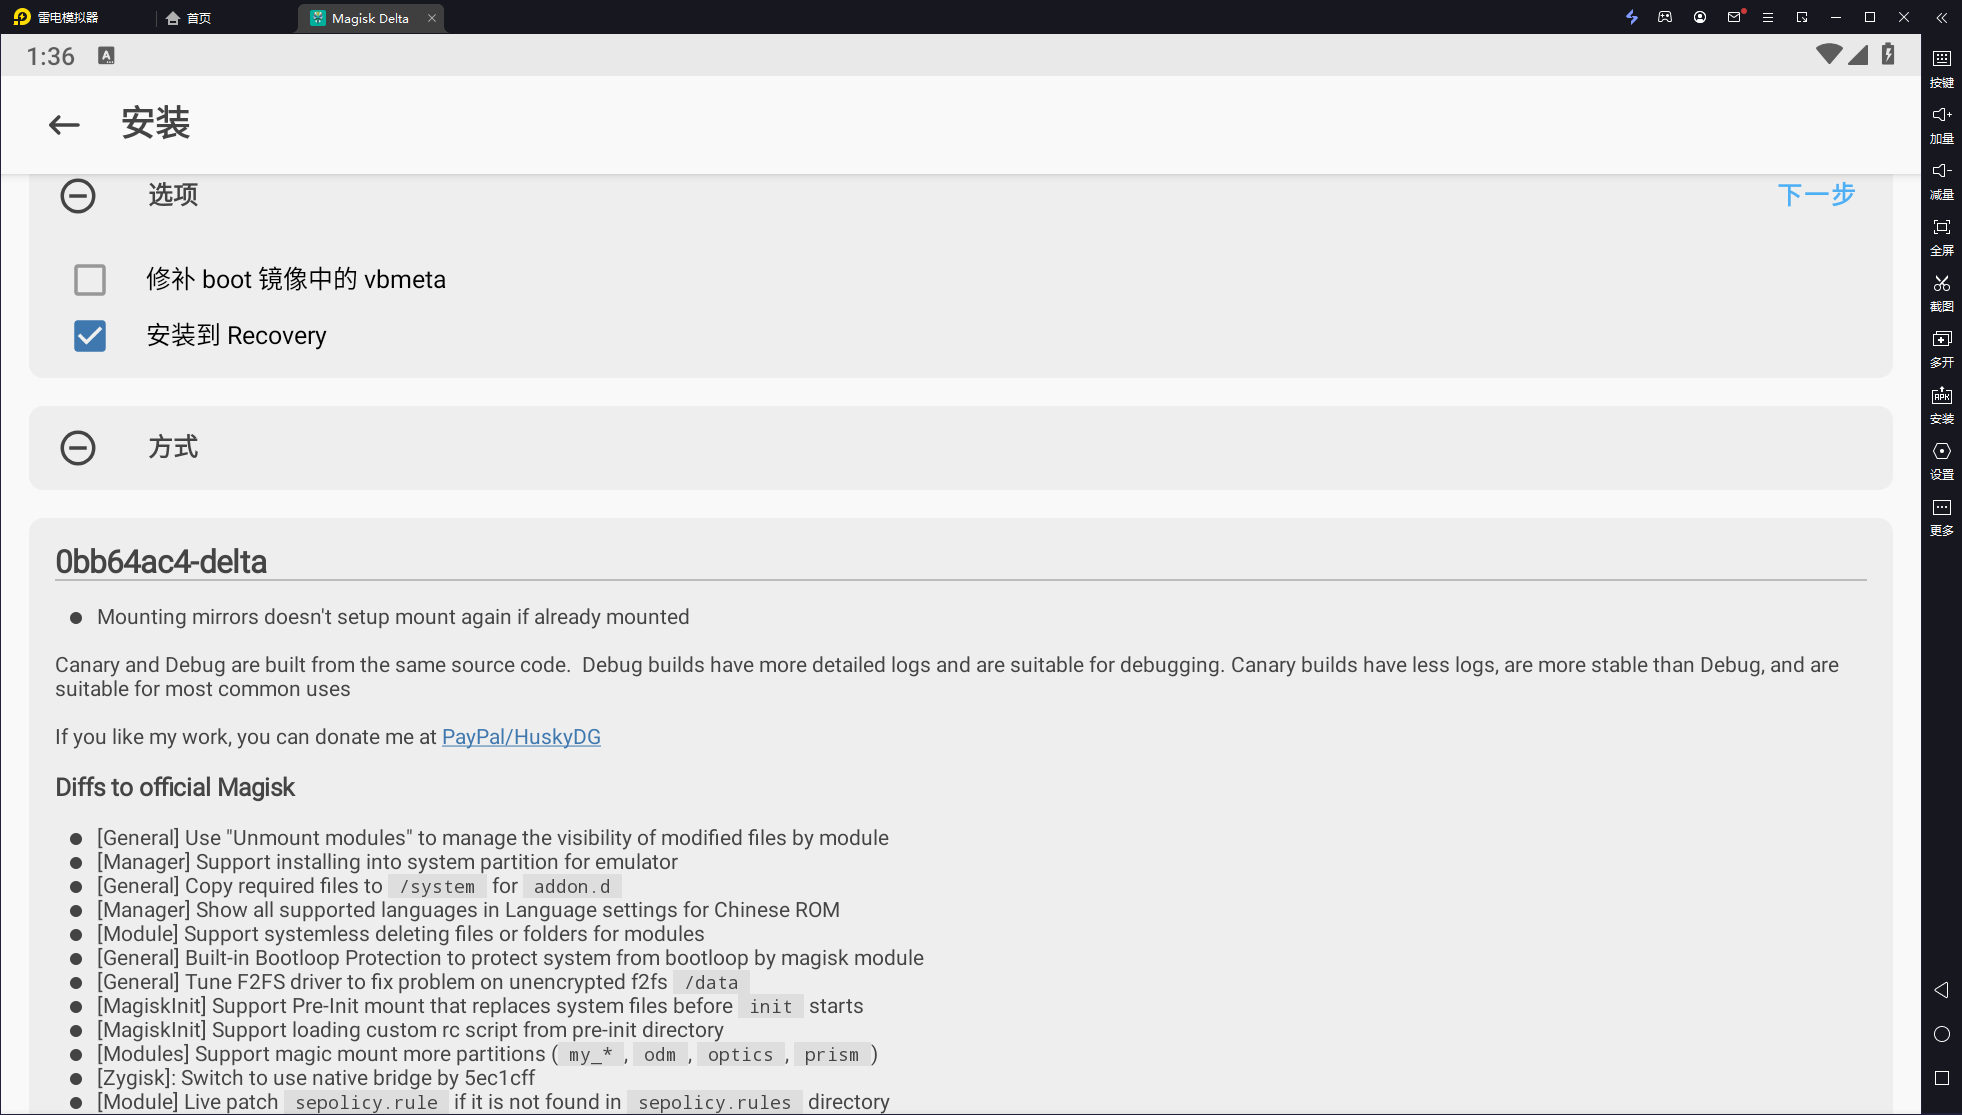 雷电模拟器
首页
Magisk Delta
1:36
A
安装
选项
下一步
修补 boot 镜像中的 vbmeta
安装到 Recovery
方式
0bb64ac4-delta
Mounting mirrors doesn't setup mount again if already mounted
Canary and Debug are built from the same source code.  Debug builds have more detailed logs and are suitable for debugging. Canary builds have less logs, are more stable than Debug, and are
suitable for most common uses
If you like my work, you can donate me at PayPal/HuskyDG
Diffs to official Magisk
[General] Use "Unmount modules" to manage the visibility of modified files by module
[Manager] Support installing into system partition for emulator
[General] Copy required files to /system for addon.d
[Manager] Show all supported languages in Language settings for Chinese ROM
[Module] Support systemless deleting files or folders for modules
[General] Built-in Bootloop Protection to protect system from bootloop by magisk module
[General] Tune F2FS driver to fix problem on unencrypted f2fs /data
[MagiskInit] Support Pre-Init mount that replaces system files before init starts
[MagiskInit] Support loading custom rc script from pre-init directory
[Modules] Support magic mount more partitions ( my_* , odm , optics , prism )
[Zygisk]: Switch to use native bridge by 5ec1cff
[Module] Live patch sepolicy.rule if it is not found in sepolicy.rules directory
按键
加量
减量
全屏
截图
多开
APK
安装
设置
更多